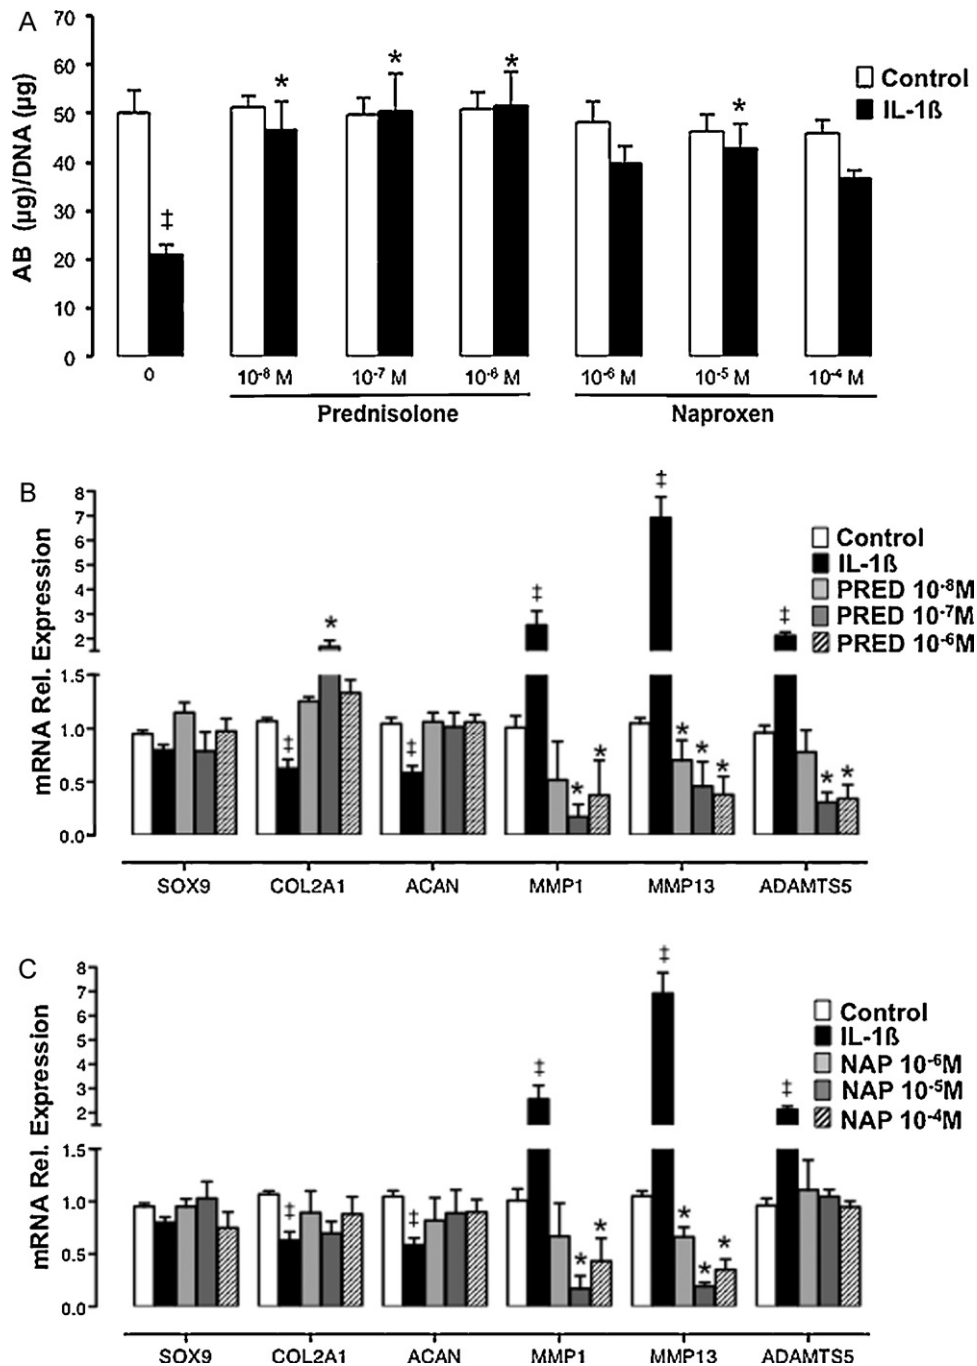 A
70
60
50
40
30
20
10
0
AB (µg)/DNA (µg)
* * * *
‡
Control
IL-1ß
0 10⁻⁸ M 10⁻⁷ M 10⁻⁶ M 10⁻⁶ M 10⁻⁵ M 10⁻⁴ M
Prednisolone Naproxen
B
8
7
6
5
4
3
2
1.5
1.0
0.5
0.0
mRNA Rel. Expression
‡ * ‡ ‡ * * ‡ * * * ‡ * *
Control
IL-1ß
PRED 10⁻⁸M
PRED 10⁻⁷M
PRED 10⁻⁶M
SOX9 COL2A1 ACAN MMP1 MMP13 ADAMTS5
C
8
7
6
5
4
3
2
1.5
1.0
0.5
0.0
mRNA Rel. Expression
‡ ‡ ‡ * * ‡ * * * ‡
Control
IL-1ß
NAP 10⁻⁶M
NAP 10⁻⁵M
NAP 10⁻⁴M
SOX9 COL2A1 ACAN MMP1 MMP13 ADAMTS5